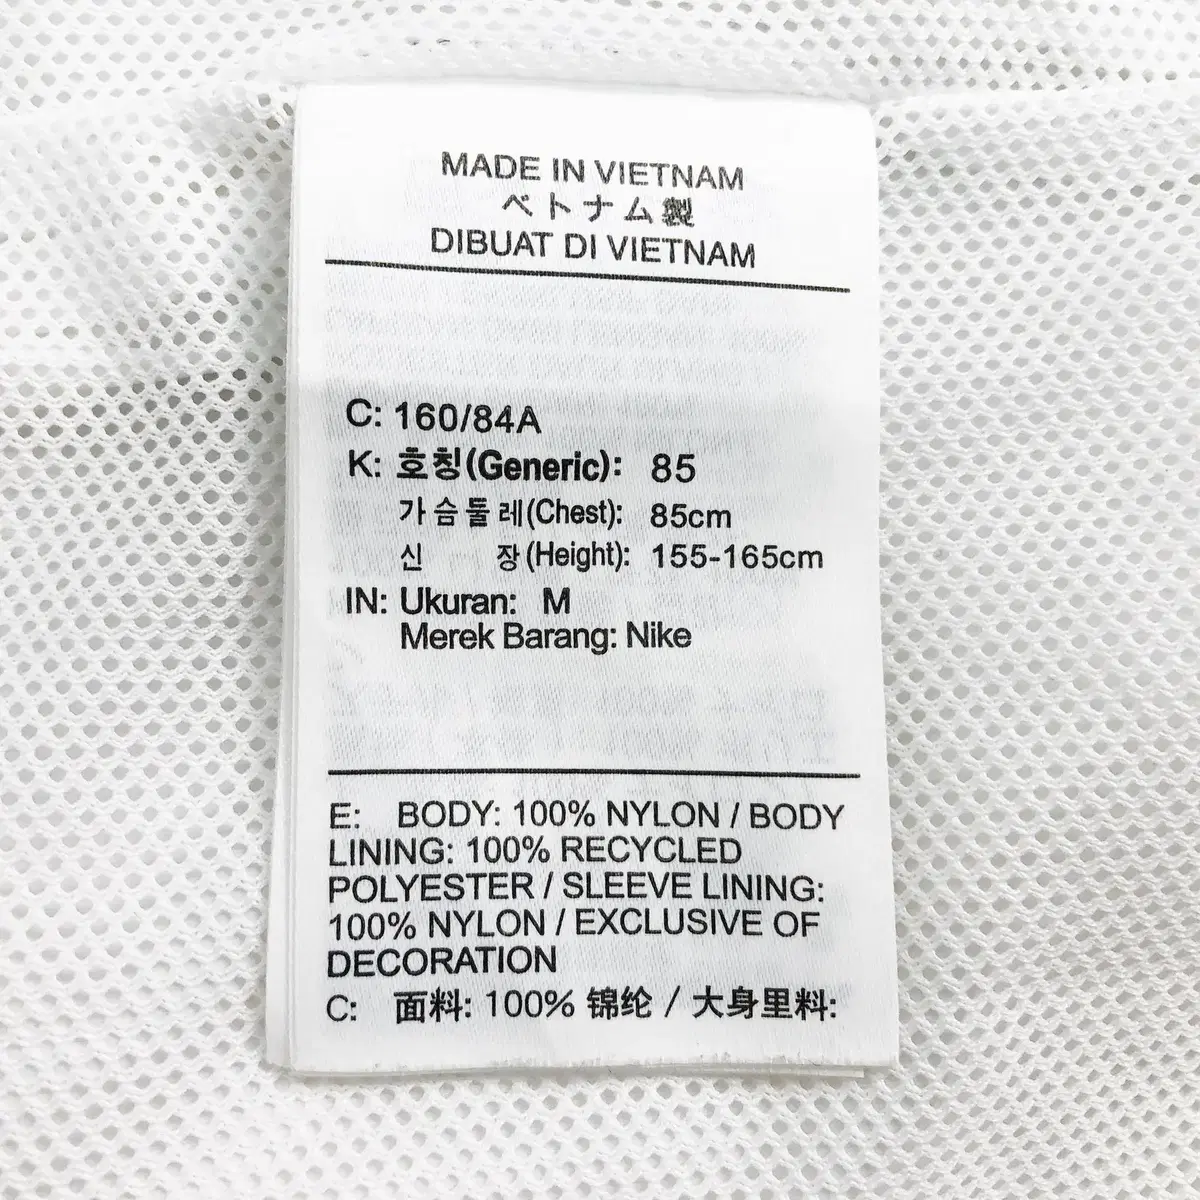 MADE IN VIETNAM
ベトナム製
DIBUAT DI VIETNAM
C: 160/84A
K: 호칭(Generic): 85
가슴둘레(Chest): 85cm
신 장(Height): 155-165cm
IN: Ukuran: M
Merek Barang: Nike
E: BODY: 100% NYLON / BODY
LINING: 100% RECYCLED
POLYESTER / SLEEVE LINING:
100% NYLON / EXCLUSIVE OF
DECORATION
C: 面料: 100% 锦纶 / 大身里料: